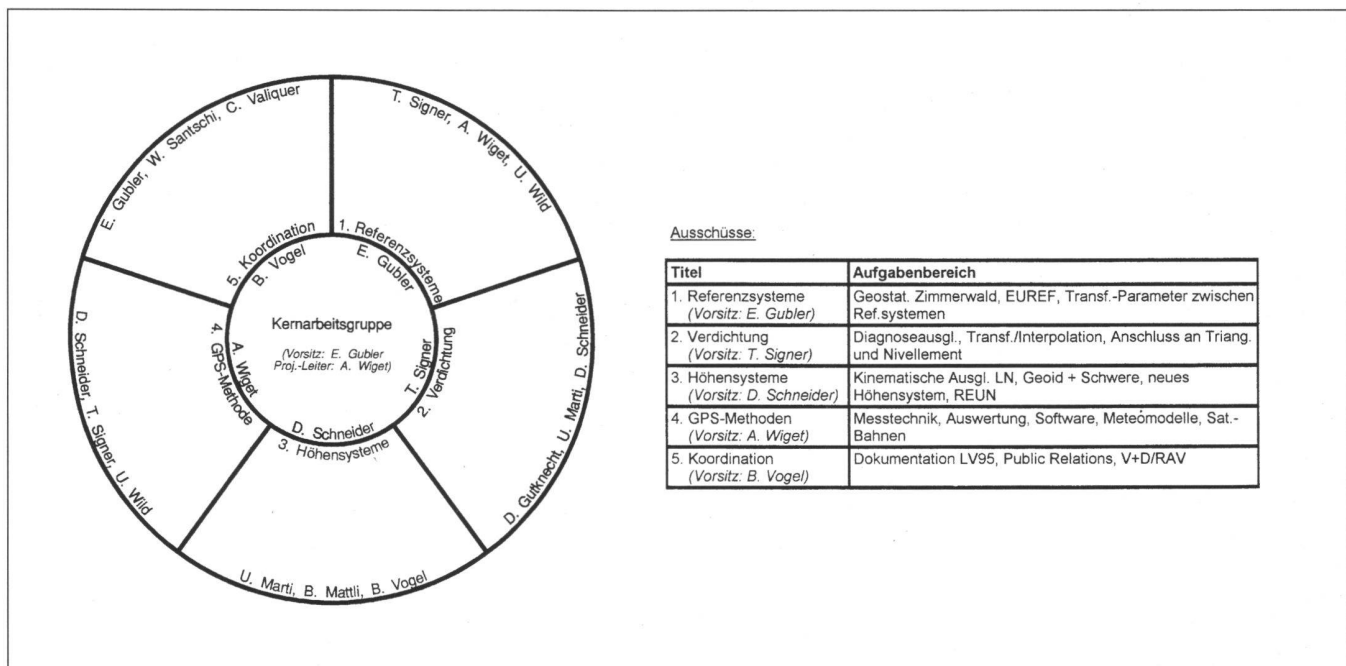 E. Gubler, W. Santschi, C. Valiquer
T. Signer, A. Wiget, U. Wild
5. Koordination
B. Vogel
1. Referenzsysteme
E. Gubler
Kernarbeitsgruppe
(Vorsitz: E. Gubler
Proj.-Leiter: A. Wiget)
4. GPS-Methode
A. Wiget
T. Signer
2. Verdichtung
D. Schneider
3. Höhensysteme
D. Schneider, T. Signer, U. Wild
D. Gutknecht, U. Marti, D. Schneider
U. Marti, B. Mattli, B. Vogel
Ausschüsse:
Titel Aufgabenbereich
1. Referenzsysteme Geostat. Zimmerwald, EUREF, Transf.-Parameter zwischen
(Vorsitz: E. Gubler) Ref.systemen
2. Verdichtung Diagnoseausgl., Transf./Interpolation, Anschluss an Triang.
(Vorsitz: T. Signer) und Nivellement
3. Höhensysteme Kinematische Ausgl. LN, Geoid + Schwere, neues
(Vorsitz: D. Schneider) Höhensystem, REUN
4. GPS-Methoden Messtechnik, Auswertung, Software, Meteomodelle, Sat.-
(Vorsitz: A. Wiget) Bahnen
5. Koordination Dokumentation LV95, Public Relations, V+D/RAV
(Vorsitz: B. Vogel)